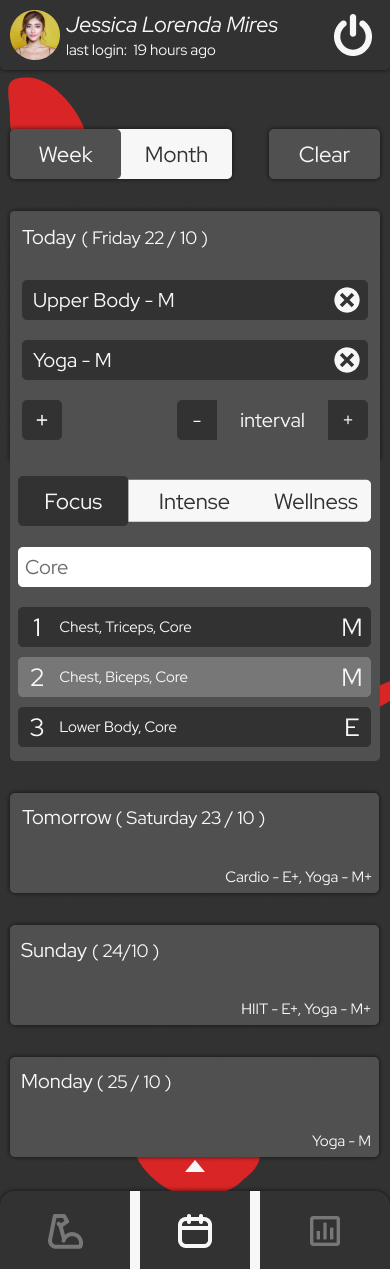 Jessica Lorenda Mires
last login: 19 hours ago
Week Month Clear
Today ( Friday 22 / 10 )
Upper Body - M
Yoga - M
+ - interval +
Focus Intense Wellness
Core
1 Chest, Triceps, Core M
2 Chest, Biceps, Core M
3 Lower Body, Core E
Tomorrow ( Saturday 23 / 10 )
Cardio - E+, Yoga - M+
Sunday ( 24/10 )
HIIT - E+, Yoga - M+
Monday ( 25 / 10 )
Yoga - M